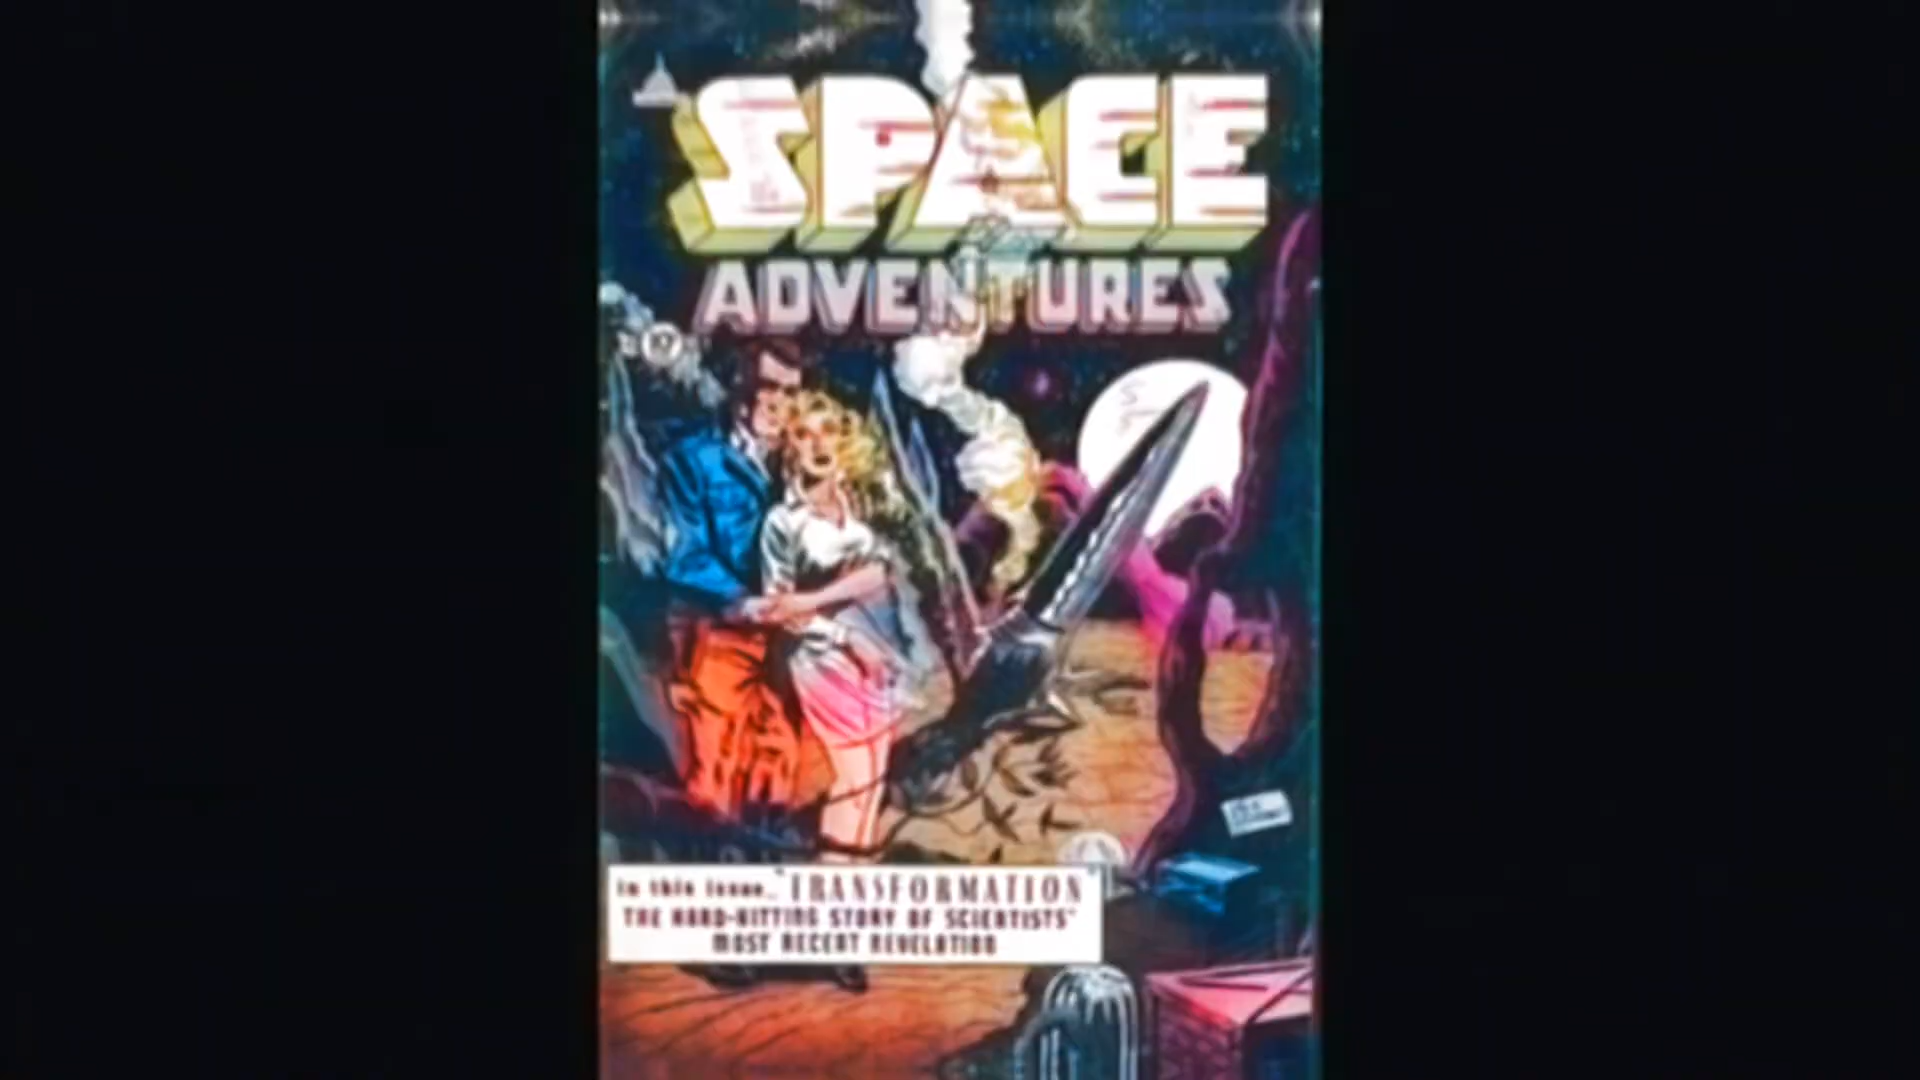 SPACE
ADVENTURES
In this issue... "TRANSFORMATION"
THE HARD-HITTING STORY OF SCIENTISTS'
MOST RECENT REVELATION